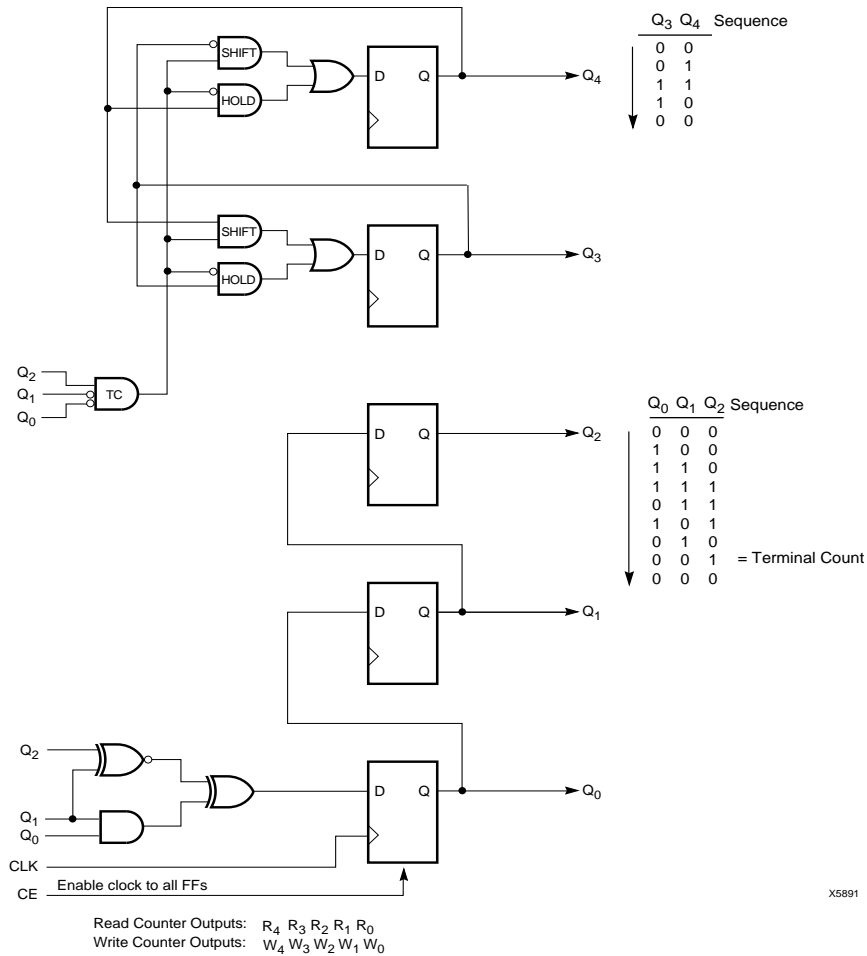 Q3 Q4 Sequence
0 0
0 1
1 1
1 0
0 0
SHIFT
HOLD
D Q
Q4
SHIFT
HOLD
D Q
Q3
Q2
Q1
Q0
TC
D Q
Q2
Q0 Q1 Q2 Sequence
0 0 0
1 0 0
1 1 0
1 1 1
0 1 1
1 0 1
0 1 0
0 0 1 = Terminal Count
0 0 0
D Q
Q1
Q2
Q1
Q0
D Q
Q0
CLK
CE Enable clock to all FFs
X5891
Read Counter Outputs: R4 R3 R2 R1 R0
Write Counter Outputs: W4 W3 W2 W1 W0